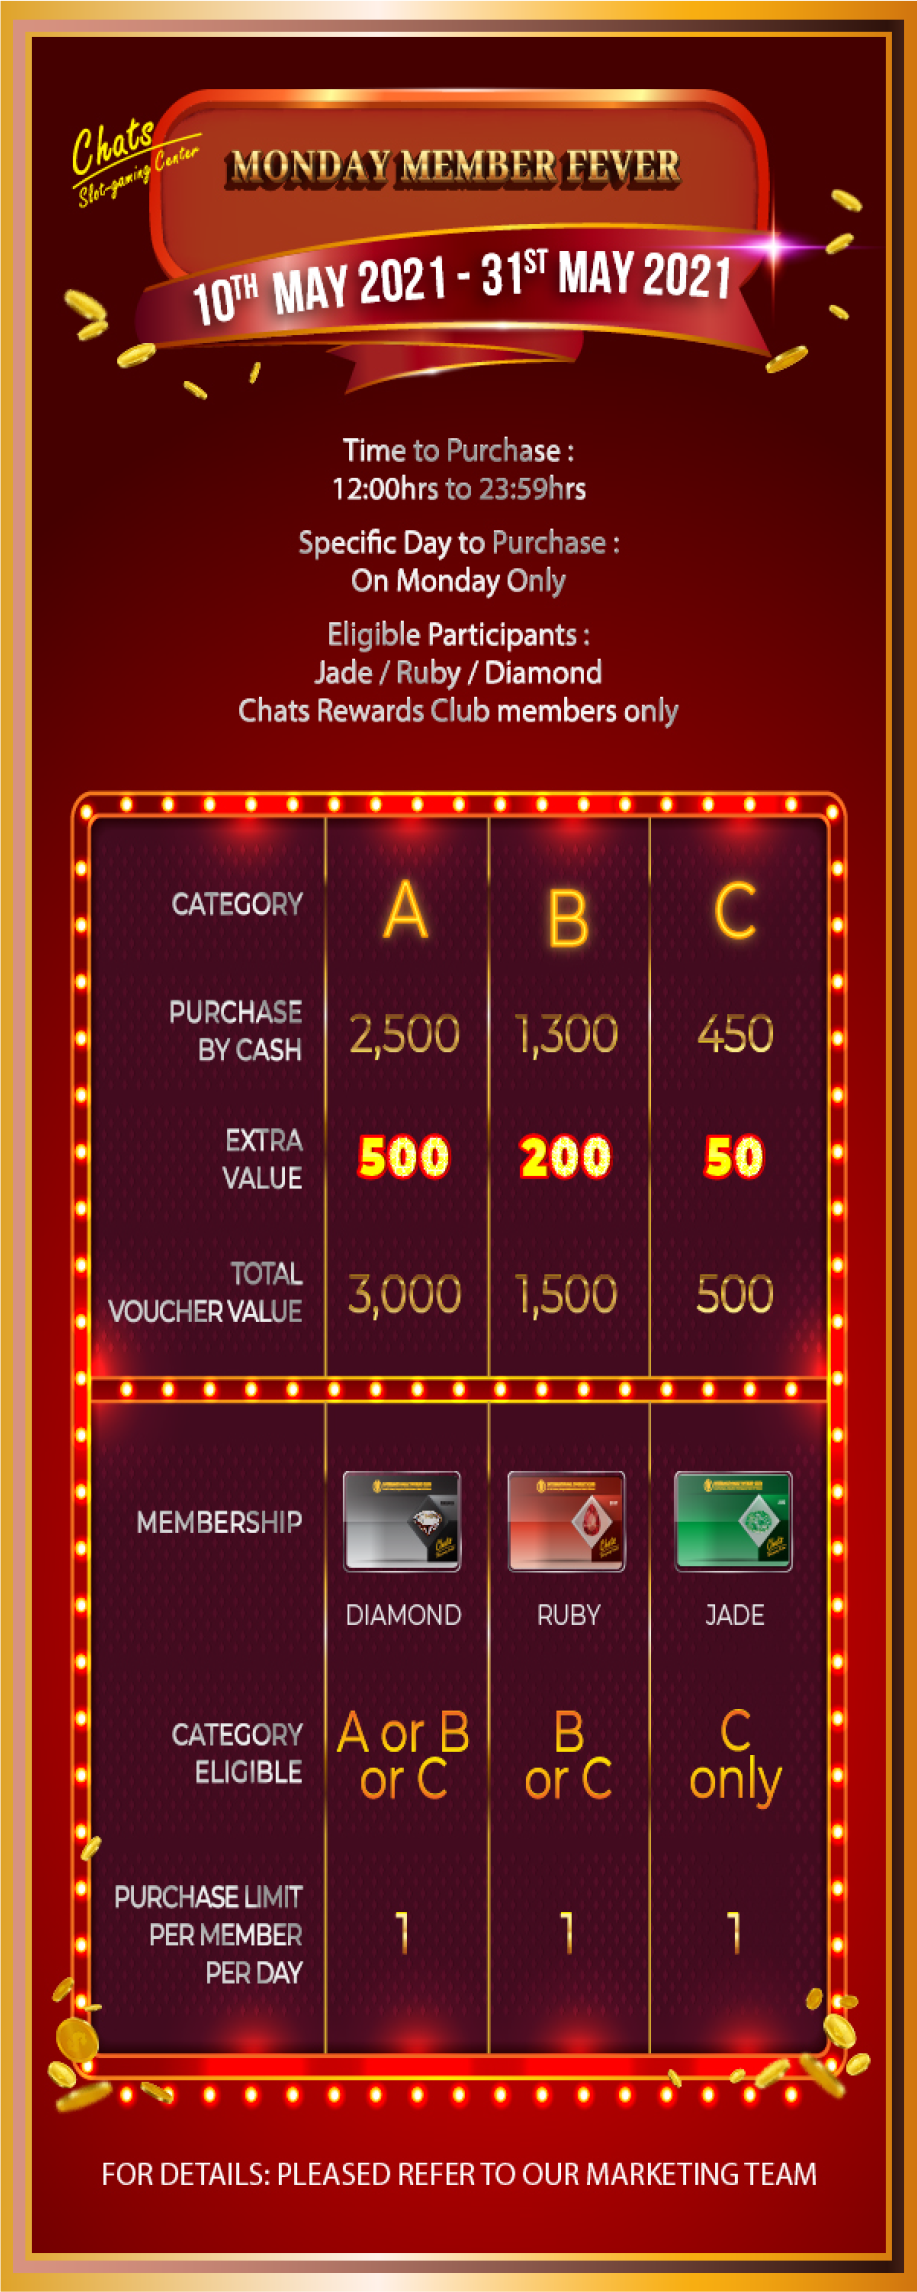 Chats
Slot-gaming Center
MONDAY MEMBER FEVER
10TH MAY 2021 - 31ST MAY 2021
Time to Purchase :
12:00hrs to 23:59hrs
Specific Day to Purchase :
On Monday Only
Eligible Participants :
Jade / Ruby / Diamond
Chats Rewards Club members only
CATEGORY A B C
PURCHASE
BY CASH 2,500 1,300 450
EXTRA
VALUE 500 200 50
TOTAL
VOUCHER VALUE 3,000 1,500 500
MEMBERSHIP
Chats Chats Chats
DIAMOND RUBY JADE
CATEGORY
ELIGIBLE
A or B
or C
B
or C
C
only
PURCHASE LIMIT
PER MEMBER
PER DAY
1 1 1
FOR DETAILS: PLEASED REFER TO OUR MARKETING TEAM